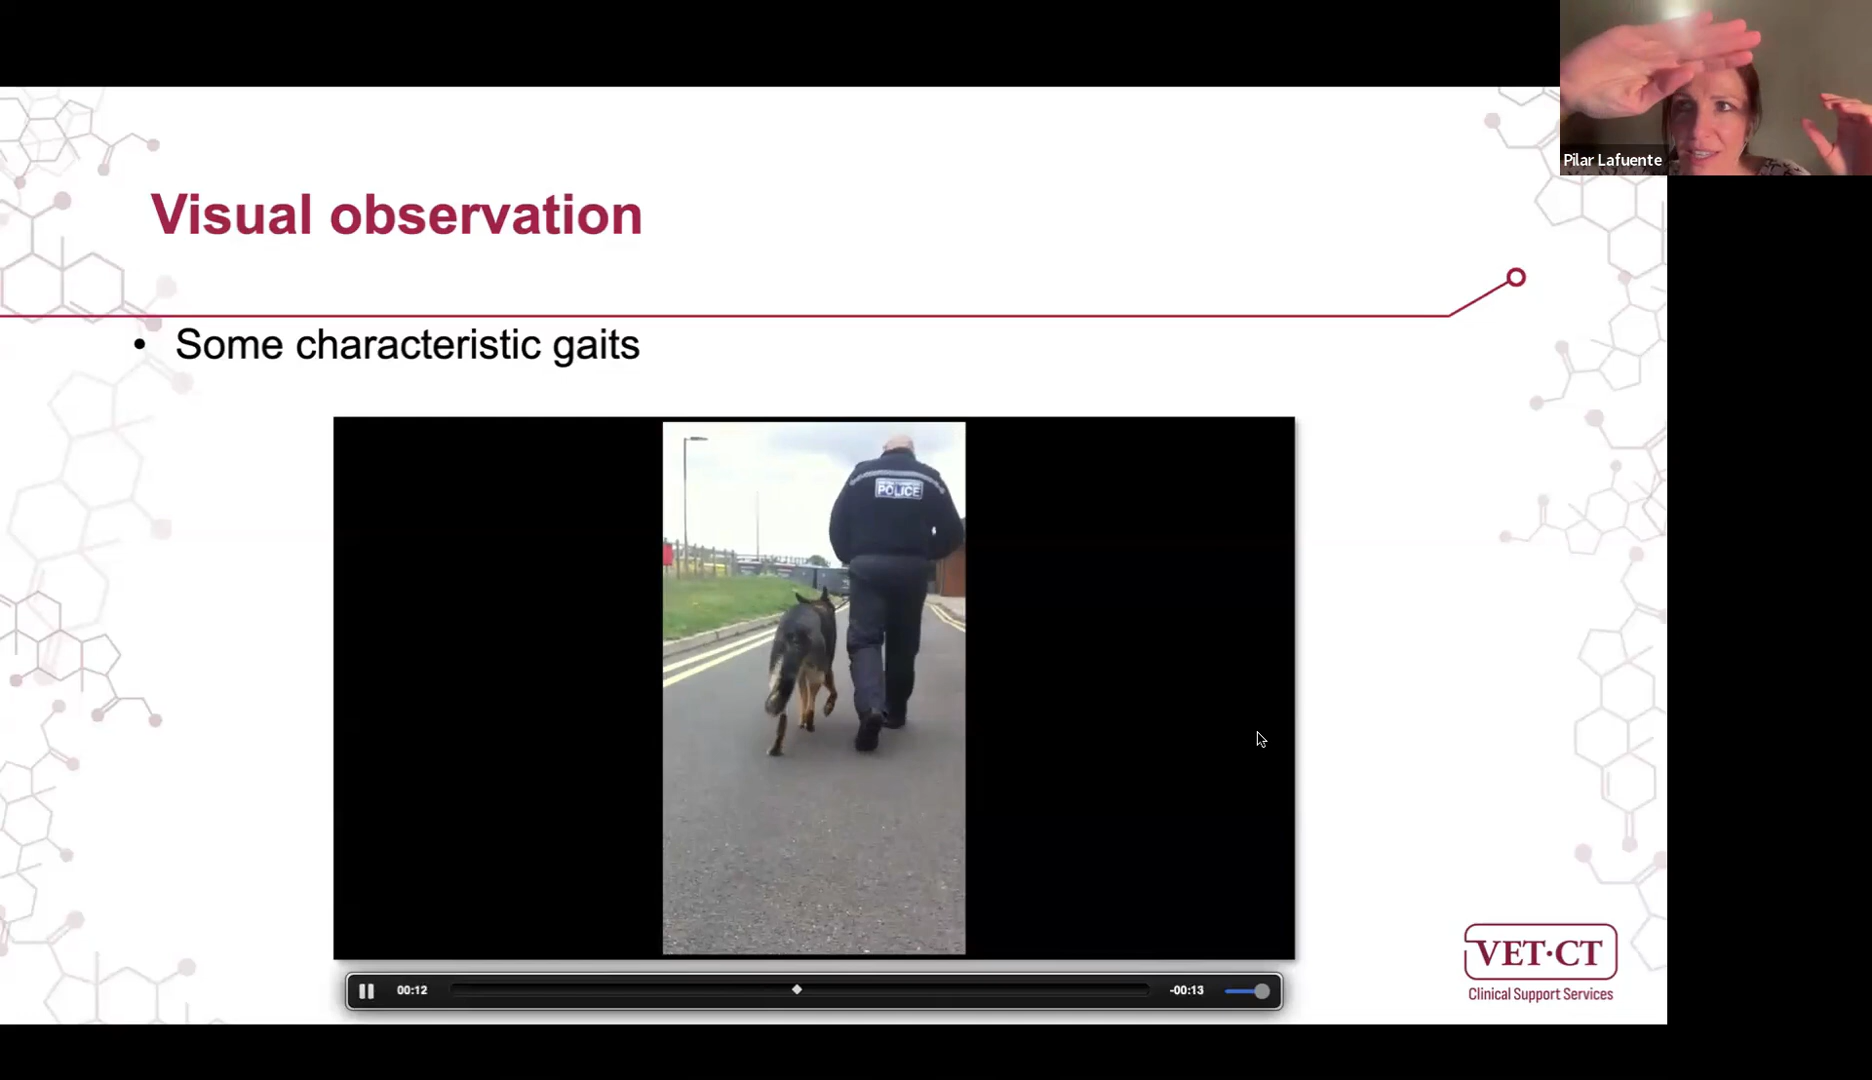 Pilar Lafuente
Visual observation
• Some characteristic gaits
POLICE
00:12
-00:13
VET·CT
Clinical Support Services